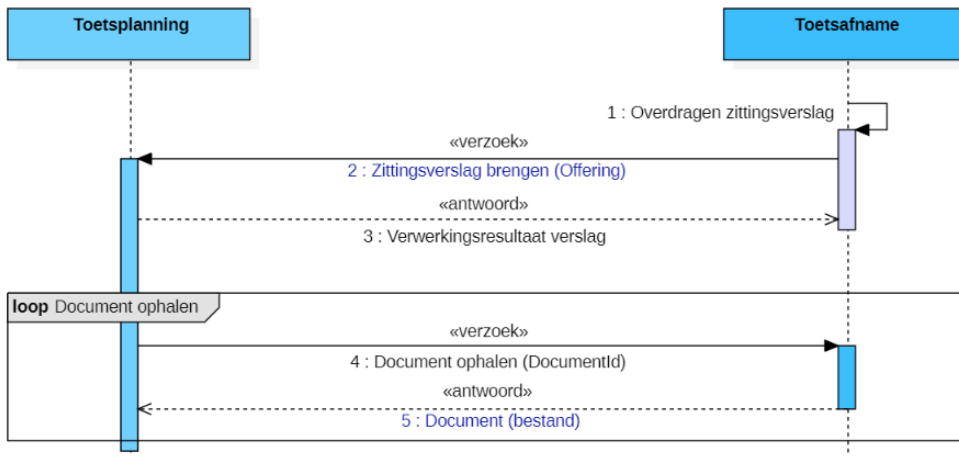 Toetsplanning
Toetsafname
1 : Overdragen zittingsverslag
«verzoek»
2 : Zittingsverslag brengen (Offering)
«antwoord»
3 : Verwerkingsresultaat verslag
loop Document ophalen
«verzoek»
4 : Document ophalen (DocumentId)
«antwoord»
5 : Document (bestand)